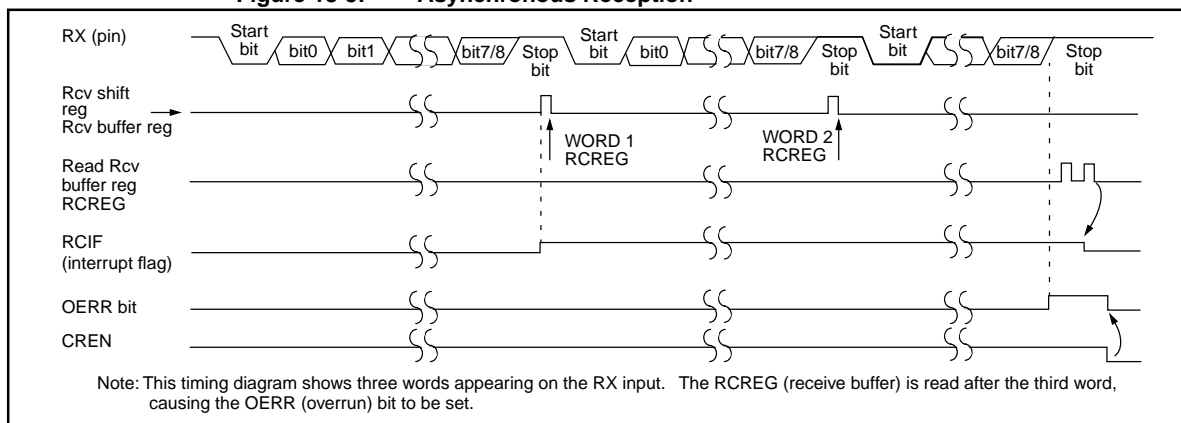 Figure 18-5: Asynchronous Reception
RX (pin)
Start bit
bit0
bit1
bit7/8
Stop bit
Start bit
bit0
bit7/8
Stop bit
Start bit
bit7/8
Stop bit
Rcv shift
reg
Rcv buffer reg
WORD 1
RCREG
WORD 2
RCREG
Read Rcv
buffer reg
RCREG
RCIF
(interrupt flag)
OERR bit
CREN
Note: This timing diagram shows three words appearing on the RX input. The RCREG (receive buffer) is read after the third word,
causing the OERR (overrun) bit to be set.